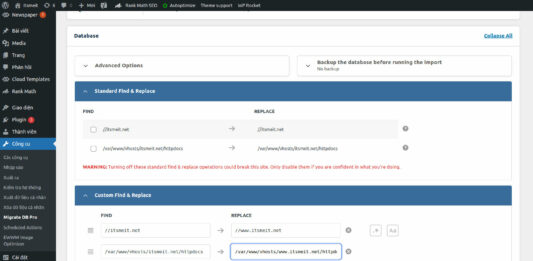 Itsmeit 6 0 Mới Rank Math SEO Autoptimize Theme support WP Rocket
Newspaper
Bài viết
Media
Trang
Phản hồi
Cloud Templates
Rank Math
Giao diện
Plugin 3
Thành viên
Công cụ
Các công cụ
Nhập vào
Xuất ra
Kiểm tra hệ thống
Xuất dữ liệu cá nhân
Xóa dữ liệu cá nhân
Migrate DB Pro
Scheduled Actions
EWWW Image
Optimizer
Cài đặt
Database
Collapse All
Advanced Options
Backup the database before running the import
No backup
Standard Find & Replace
FIND REPLACE
//itsmeit.net //itsmeit.net
/var/www/vhosts/itsmeit.net/httpdocs /var/www/vhosts/itsmeit.net/httpdocs
WARNING: Turning off these standard find & replace operations could break this site. Only disable them if you are confident in what you're doing.
Custom Find & Replace
FIND REPLACE
//itsmeit.net //www.itsmeit.net .* Aa
/var/www/vhosts/itsmeit.net/httpdocs /var/www/vhosts/www.itsmeit.net/httpd